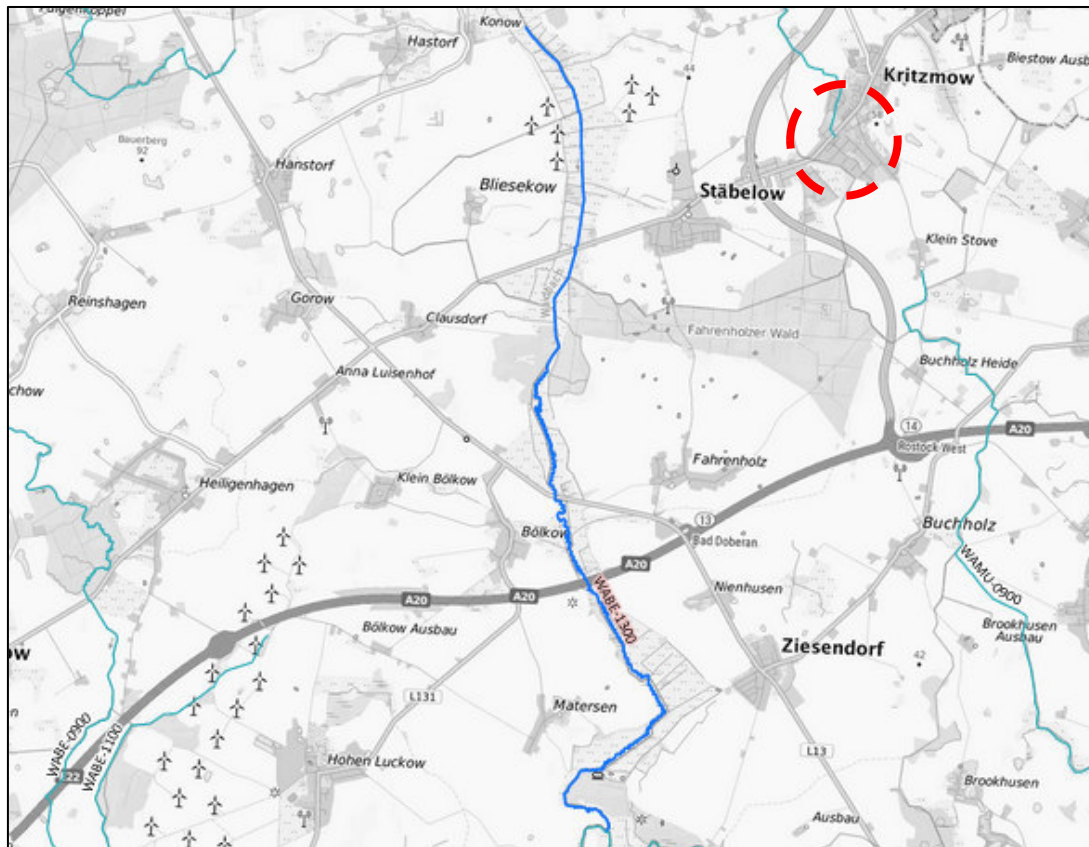 Konow
Hastorf
44
Kritzmow
Biestow Ausb
58
Bauerberg
92
Hanstorf
Bliesekow
Stäbelow
Klein Stove
Reinshagen
Gorow
Waidbach
Clausdorf
Fahrenholzer Wald
Anna Luisenhof
Buchholz Heide
chow
14
A20
Rostock West
Heiligenhagen
Klein Bölkow
Fahrenholz
13
Bad Doberan
Bölkow
Buchholz
A20
WABE-1300
Nienhusen
WAMU-0900
A20
A20
Bölkow Ausbau
Brookhusen
Ausbau
ow
Ziesendorf
42
L131
Matersen
WABE-0900
WABE-1100
L13
22
Hohen Luckow
Brookhusen
Ausbau